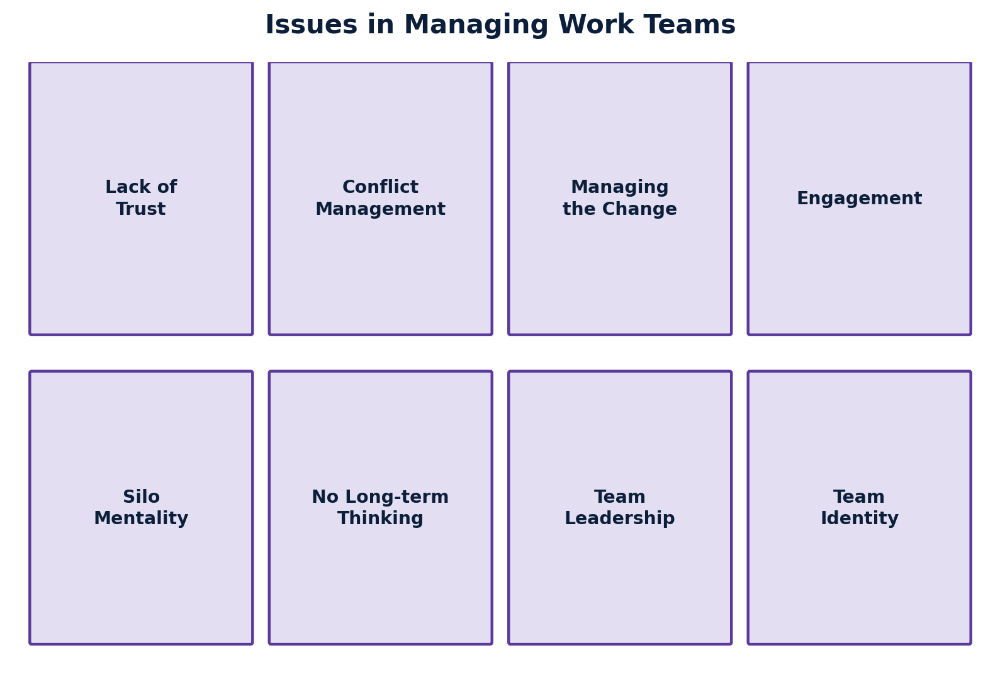 Issues in Managing Work Teams
Lack of
Trust
Conflict
Management
Managing
the Change
Engagement
Silo
Mentality
No Long-term
Thinking
Team
Leadership
Team
Identity